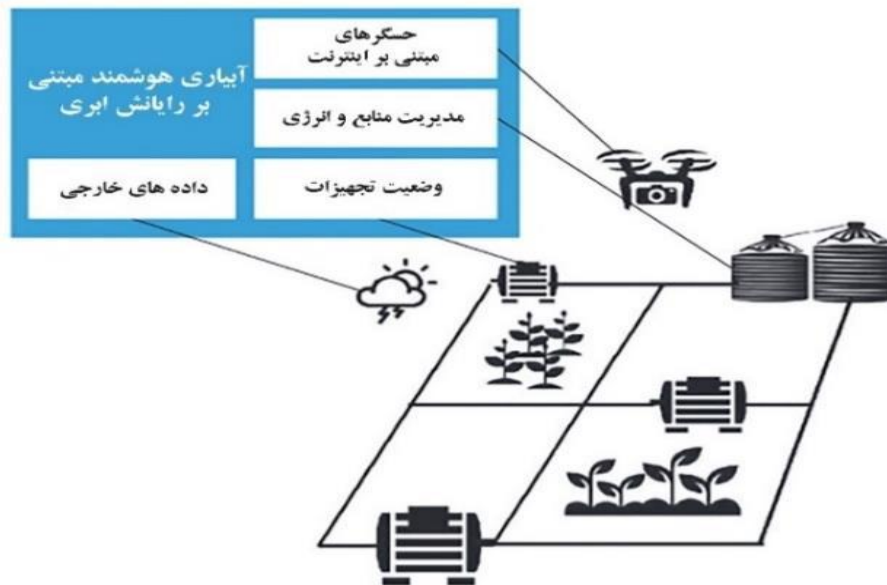 آبیاری هوشمند مبتنی
بر رایانش ابری
حسگرهای
مبتنی بر اینترنت
مدیریت منابع و انرژی
وضعیت تجهیزات
داده های خارجی